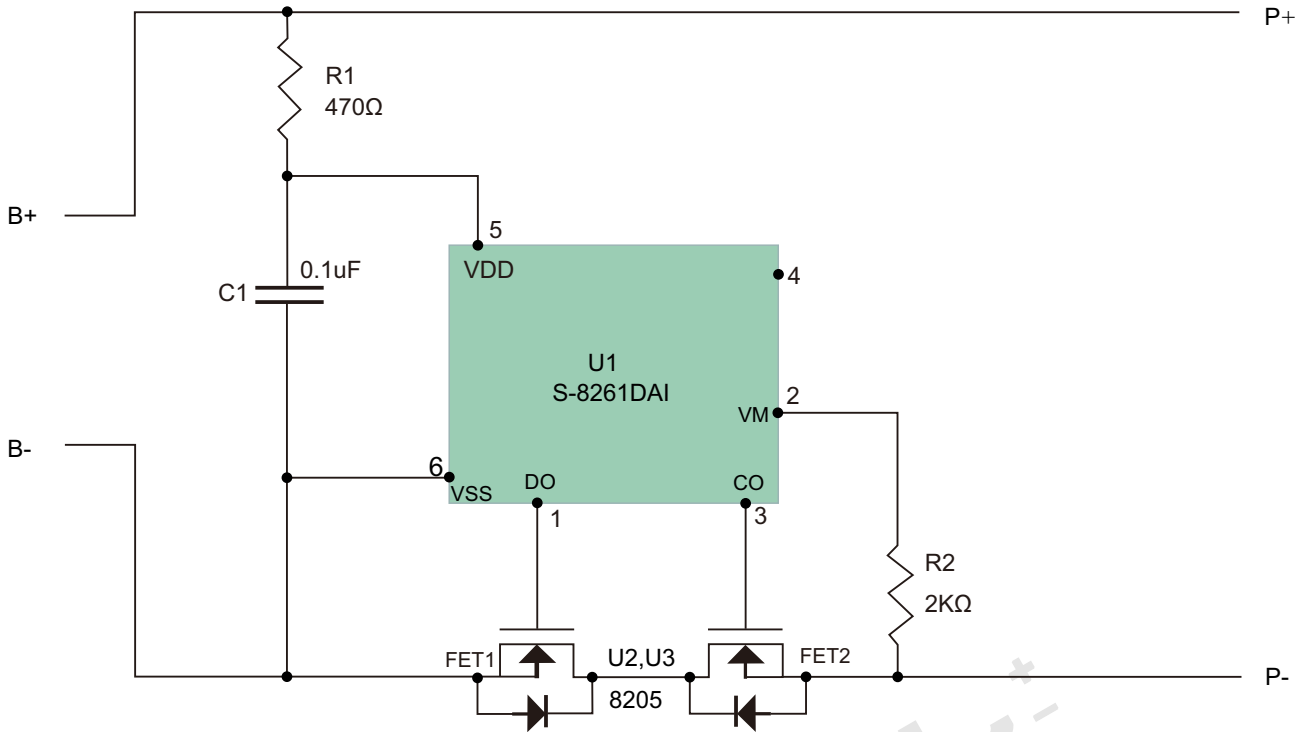 P+
R1
470Ω
B+
5
VDD
0.1uF
C1
4
U1
S-8261DAI
2
VM
B-
6
VSS
DO
CO
1
3
R2
2KΩ
FET1
U2,U3
FET2
8205
P-